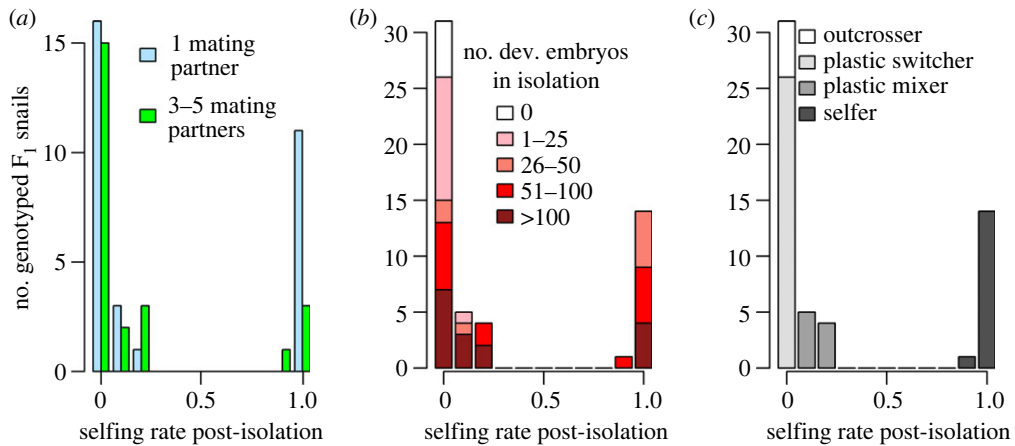 (a)
15
10
5
0
no. genotyped F₁ snails
1 mating
partner
3–5 mating
partners
0
0.5
1.0
selfing rate post-isolation
(b)
30
25
20
15
10
5
0
no. dev. embryos
in isolation
0
1–25
26–50
51–100
>100
0
0.5
1.0
selfing rate post-isolation
(c)
30
25
20
15
10
5
0
outcrosser
plastic switcher
plastic mixer
selfer
0
0.5
1.0
selfing rate post-isolation